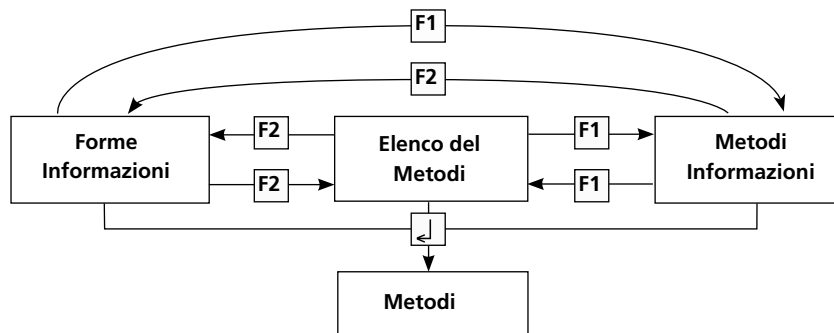 F1
F2
Forme
Informazioni
F2
F2
Elenco del
Metodi
F1
F1
Metodi
Informazioni
Metodi